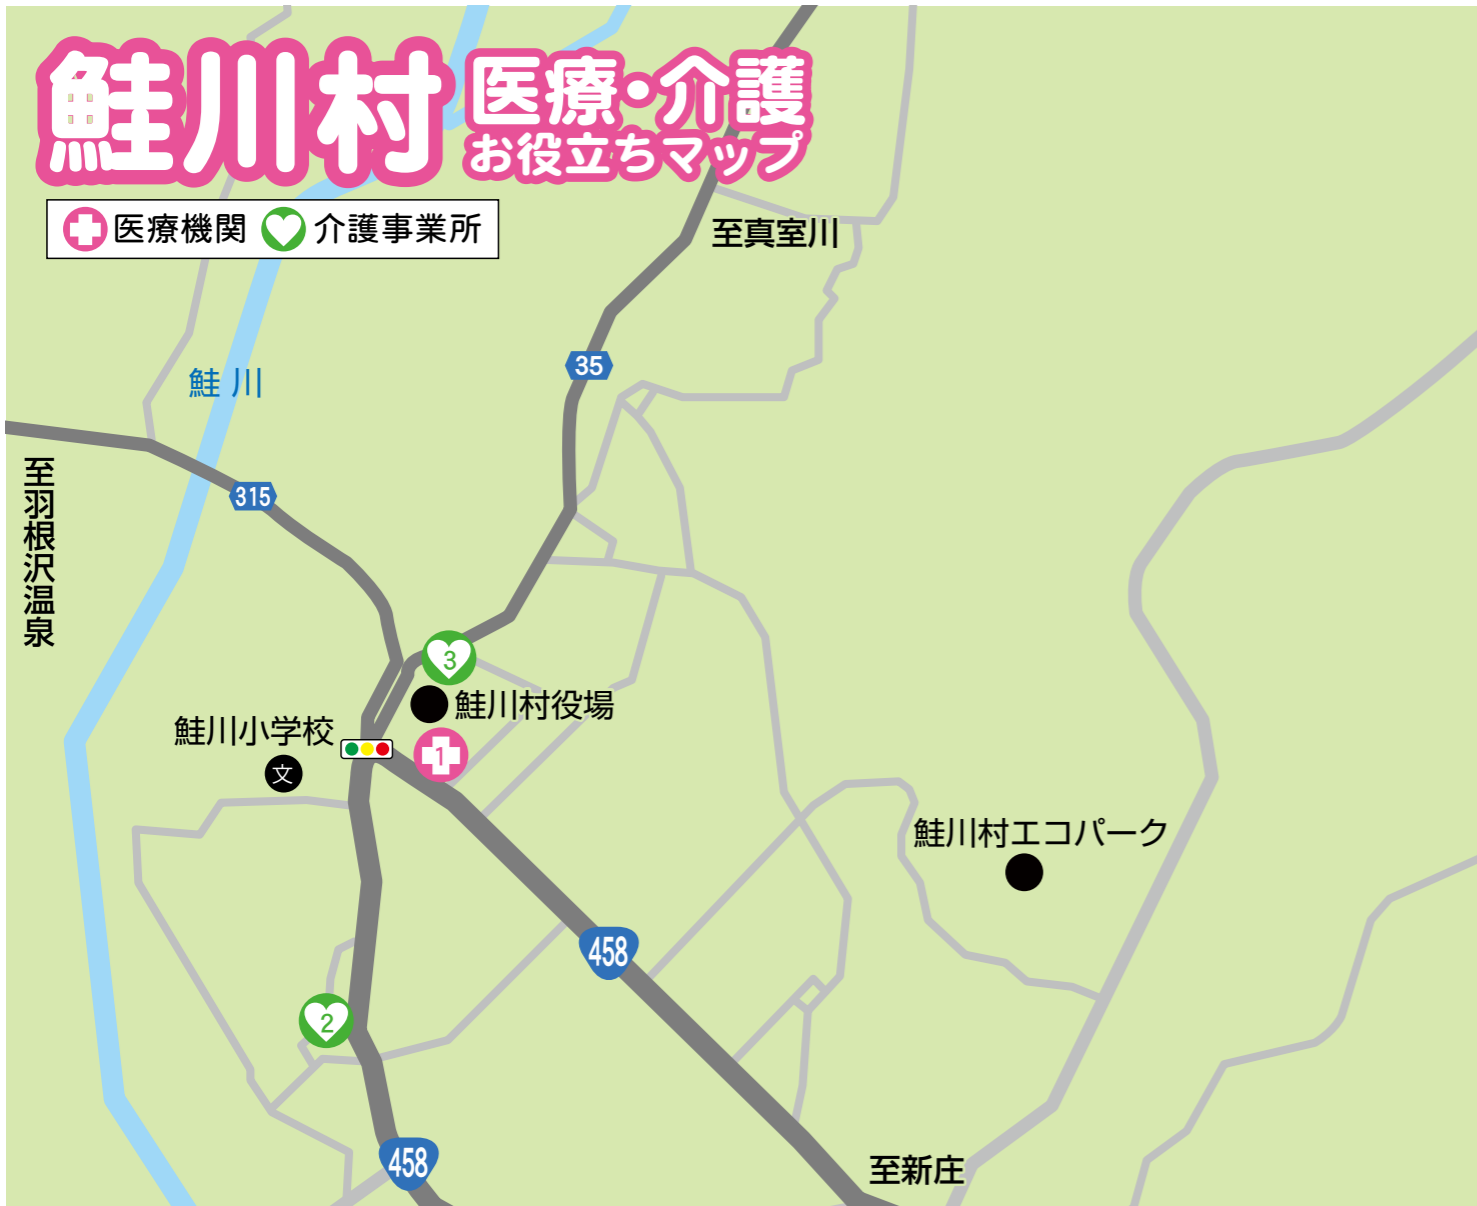 鮭川村
医療・介護
お役立ちマップ
医療機関
介護事業所
至真室川
35
鮭川
315
至羽根沢温泉
3
鮭川村役場
鮭川小学校
1
文
鮭川村エコパーク
458
2
458
至新庄